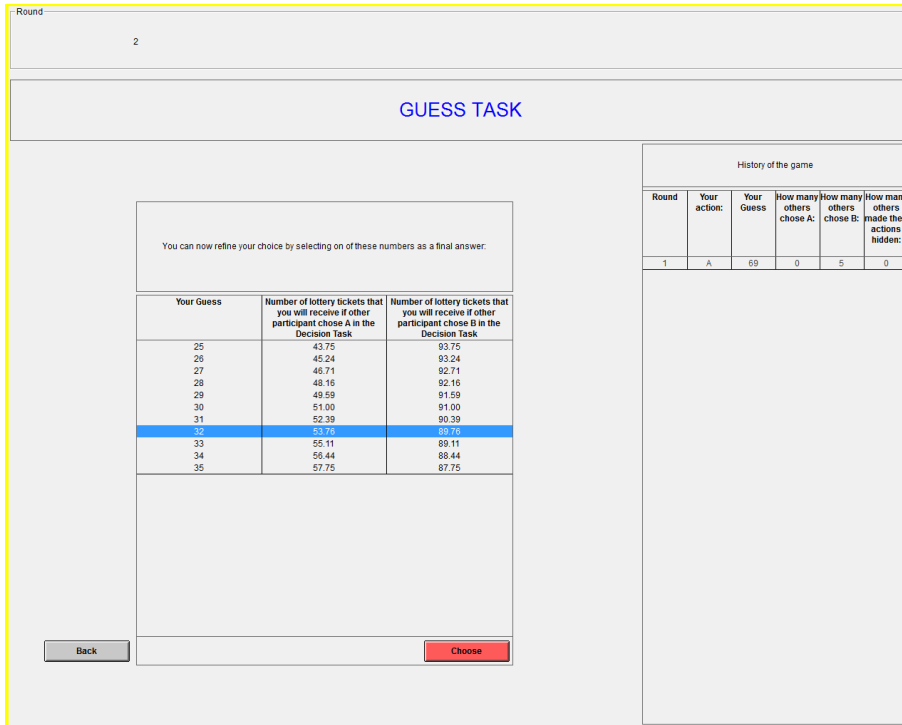 Round
2
GUESS TASK
You can now refine your choice by selecting on of these numbers as a final answer:
Your Guess	Number of lottery tickets that you will receive if other participant chose A in the Decision Task	Number of lottery tickets that you will receive if other participant chose B in the Decision Task
25	43.75	93.75
26	45.24	93.24
27	46.71	92.71
28	48.16	92.16
29	49.59	91.59
30	51.00	91.00
31	52.39	90.39
32	53.76	89.76
33	55.11	89.11
34	56.44	88.44
35	57.75	87.75
Back
Choose
History of the game
Round	Your action:	Your Guess	How many others chose A:	How many others chose B:	How man others made the actions hidden:
1	A	69	0	5	0